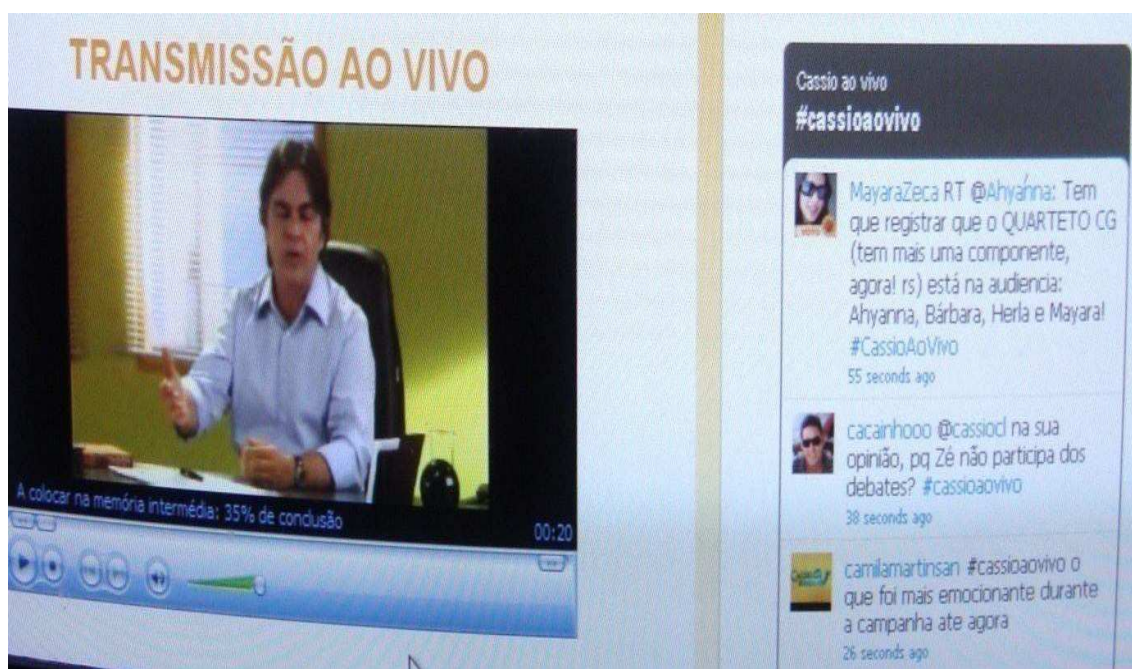 TRANSMISSÃO AO VIVO
A colocar na memória intermédia: 35% de conclusão
00:20
Cassio ao vivo
#cassioaovivo
MayaraZeca RT @Ahyanna: Tem
que registrar que o QUARTETO CG
(tem mais uma componente,
agora! rs) está na audiencia:
Ahyanna, Bárbara, Herla e Mayara!
#CassioAoVivo
55 seconds ago
cacainhooo @cassiocl na sua
opinião, pq Zé não participa dos
debates? #cassioaovivo
38 seconds ago
camilamartinsan #cassioaovivo o
que foi mais emocionante durante
a campanha ate agora
26 seconds ago